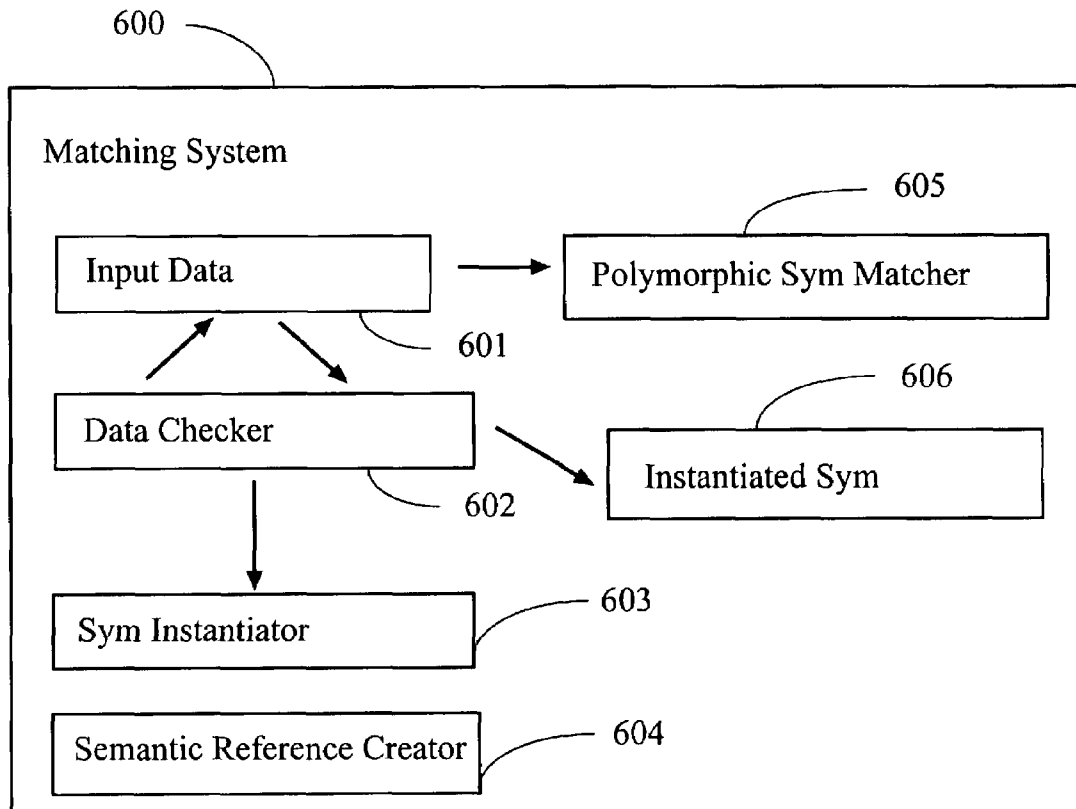 600
Matching System
605
Input Data
Polymorphic Sym Matcher
601
606
Data Checker
Instantiated Sym
602
603
Sym Instantiator
604
Semantic Reference Creator